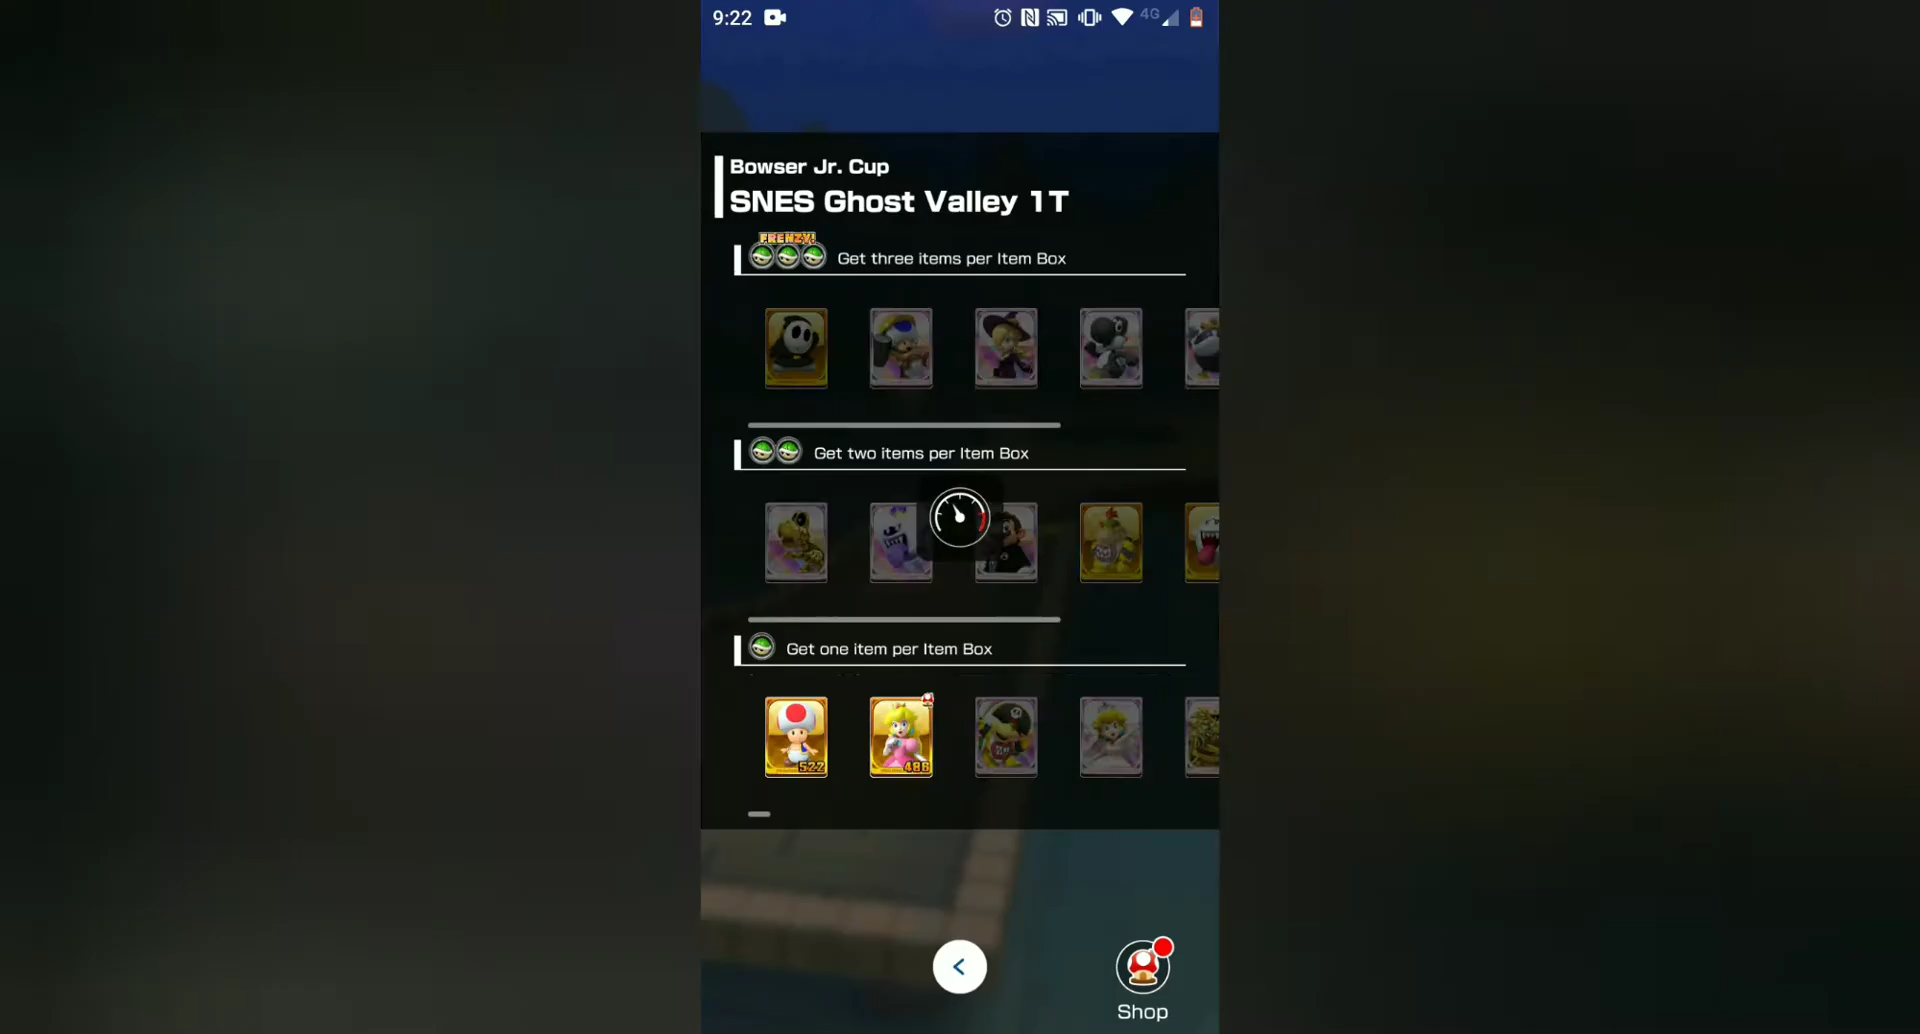 9:22
4G
Bowser Jr. Cup
SNES Ghost Valley 1T
FRENZY!
Get three items per Item Box
Get two items per Item Box
Get one item per Item Box
522
486
Shop